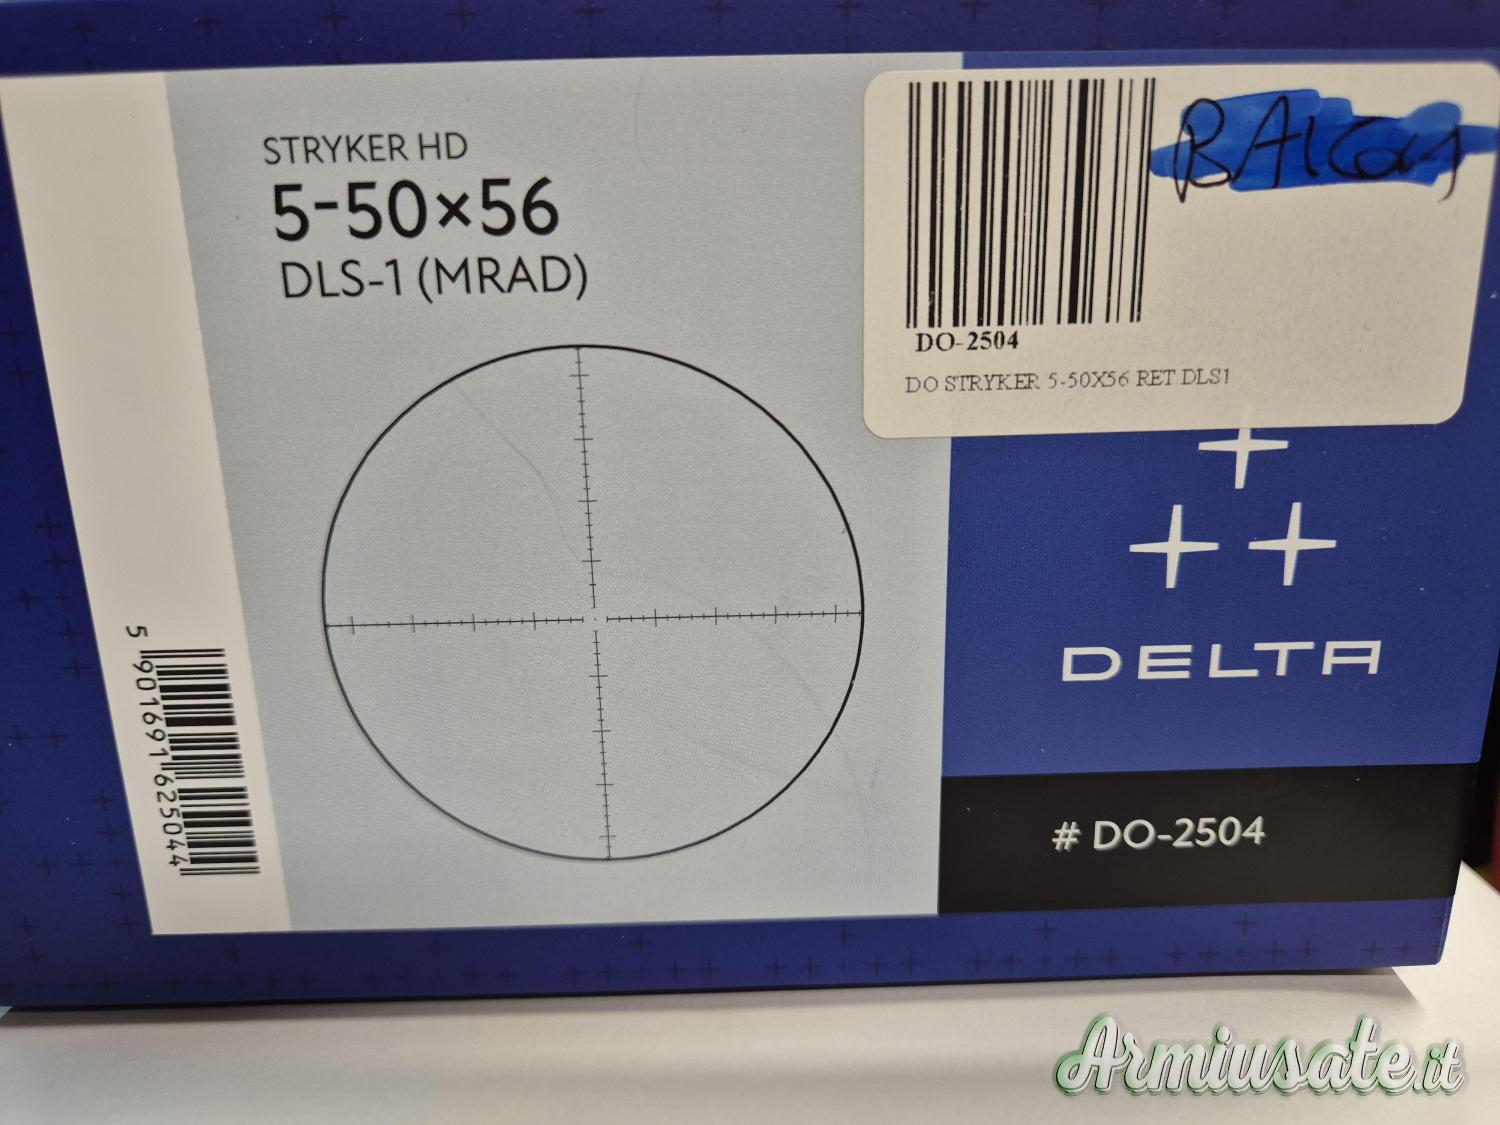 STRYKER HD
5-50×56
DLS-1 (MRAD)
DO-2504
DO STRYKER 5-50X56 RET.DLS1
DELTA
# DO-2504
5 901691 625044
Armiusate.it